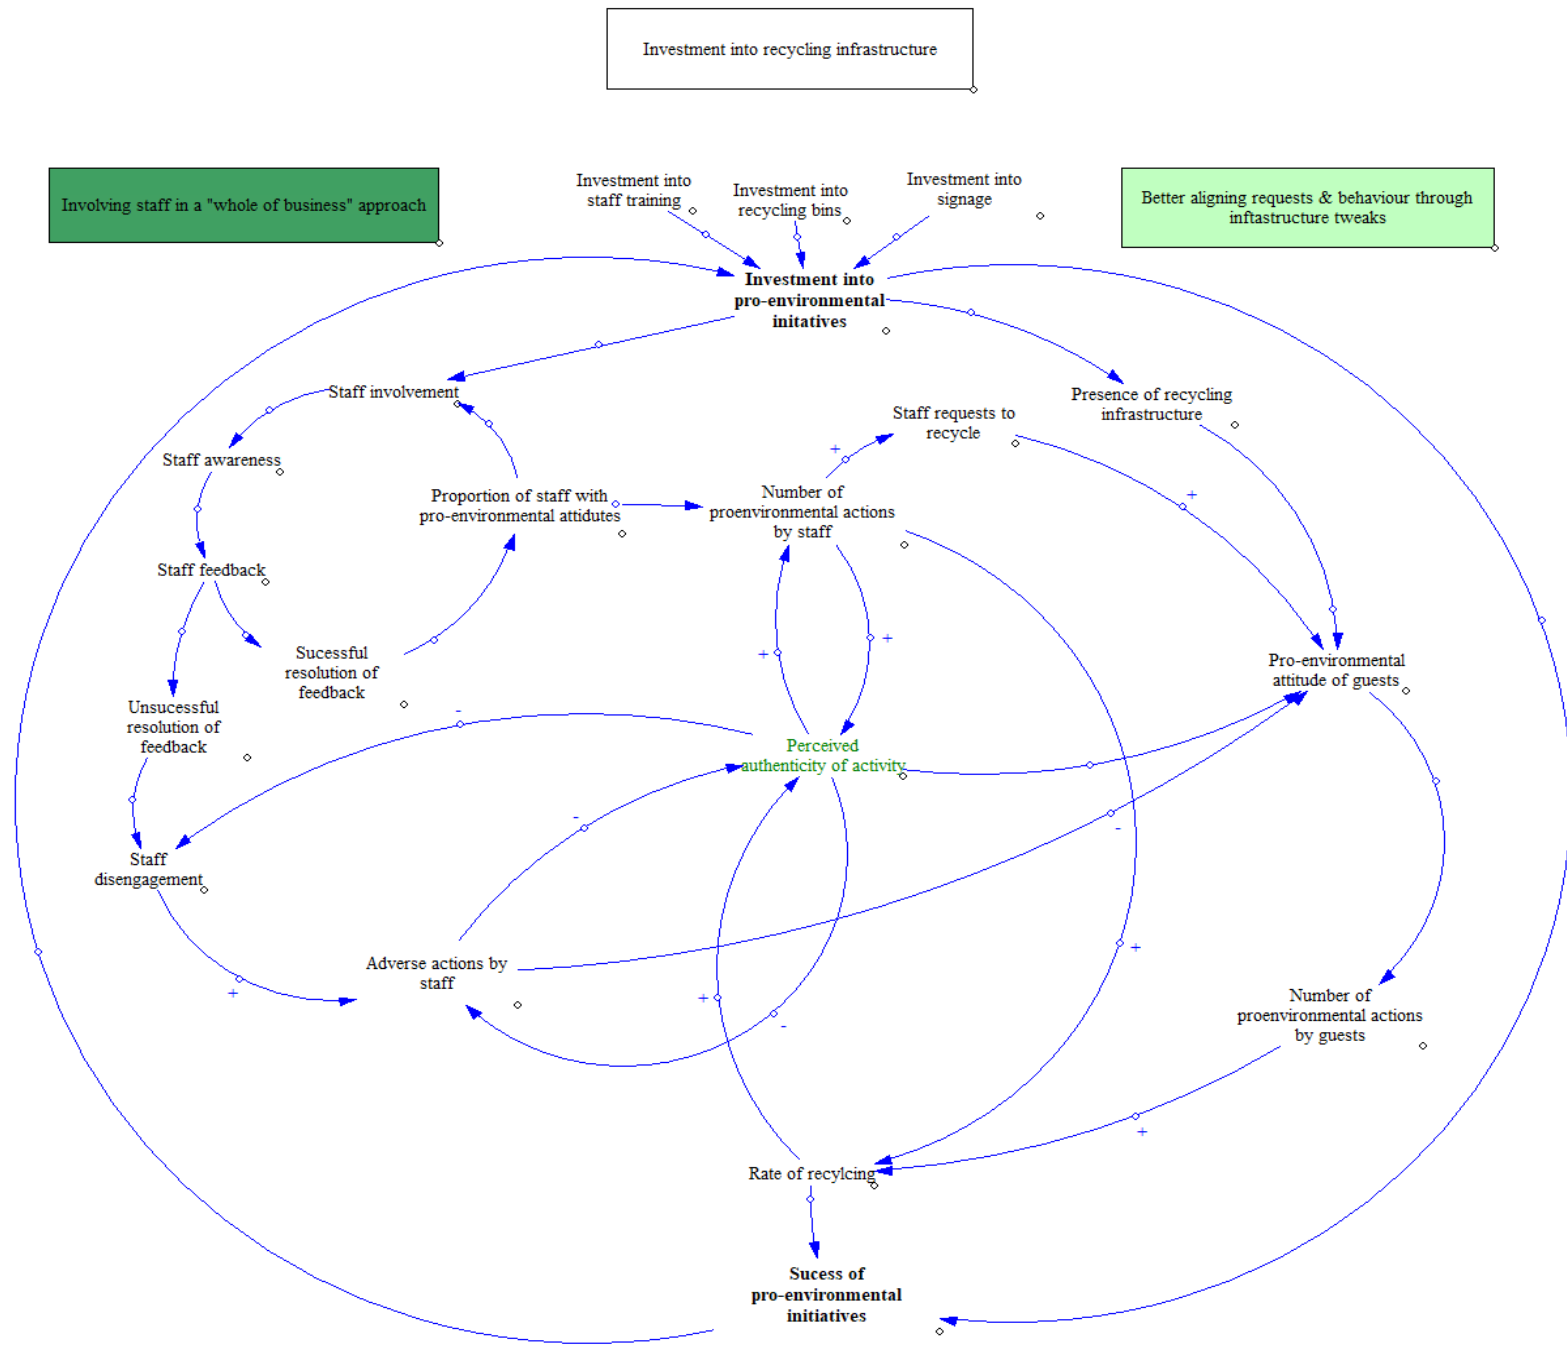 Investment into recycling infrastructure
Involving staff in a "whole of business" approach
Investment into
staff training
Investment into
recycling bins
Investment into
signage
Better aligning requests & behaviour through
inftastructure tweaks
Investment into
pro-environmental
initatives
Staff involvement
Presence of recycling
infrastructure
Staff requests to
recycle
+
Staff awareness
Proportion of staff with
pro-environmental attidutes
Number of
proenvironmental actions
by staff
+
Staff feedback
Sucessful
resolution of
feedback
+
+
Pro-environmental
attitude of guests
Unsucessful
resolution of
feedback
-
Perceived
authenticity of activity
-
-
Staff
disengagement
+
Adverse actions by
staff
+
+
-
Number of
proenvironmental actions
by guests
+
Rate of recylcing
Sucess of
pro-environmental
initiatives